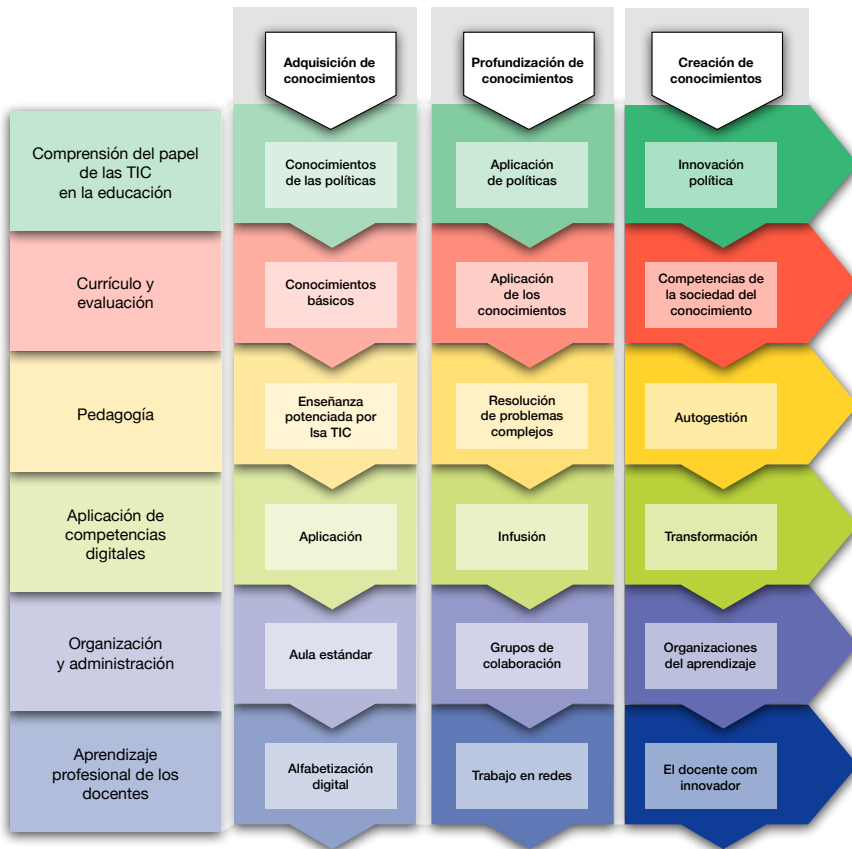 Adquisición de
conocimientos
Profundización de
conocimientos
Creación de
conocimientos
Comprensión del papel
de las TIC
en la educación
Conocimientos
de las políticas
Aplicación
de políticas
Innovación
política
Currículo y
evaluación
Conocimientos
básicos
Aplicación
de los
conocimientos
Competencias de
la sociedad del
conocimiento
Pedagogía
Enseñanza
potenciada por
lsa TIC
Resolución
de problemas
complejos
Autogestión
Aplicación de
competencias
digitales
Aplicación
Infusión
Transformación
Organización
y administración
Aula estándar
Grupos de
colaboración
Organizaciones
del aprendizaje
Aprendizaje
profesional de los
docentes
Alfabetización
digital
Trabajo en redes
El docente com
innovador